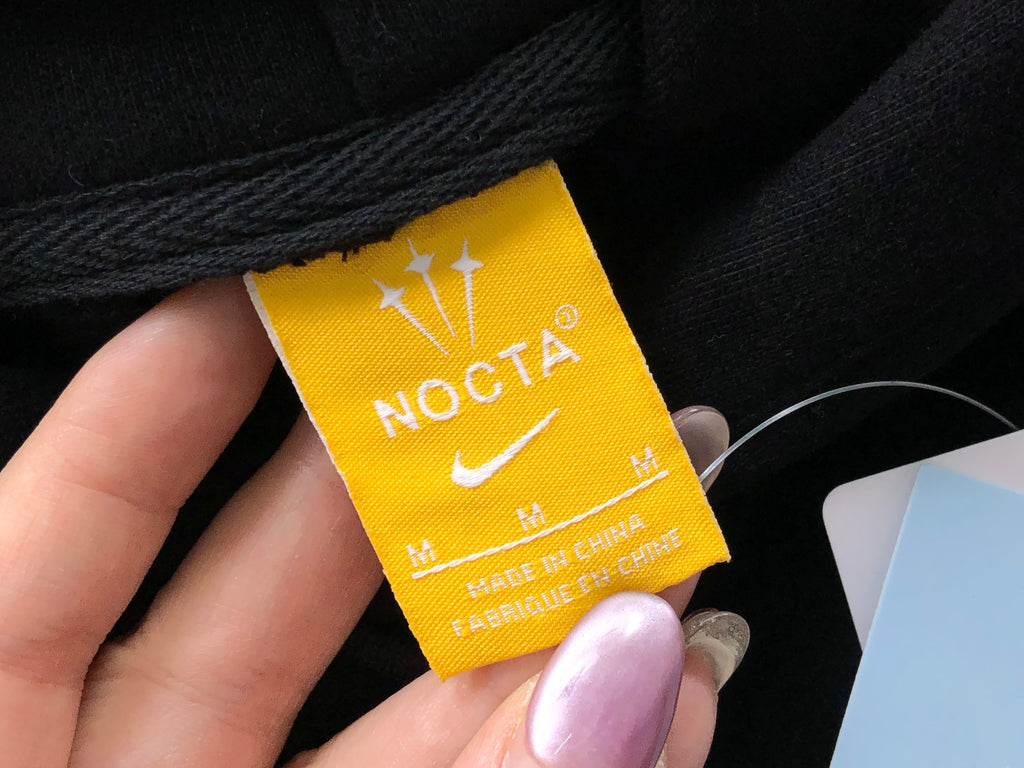 NOCTA®
M M M
MADE IN CHINA
FABRIQUE EN CHINE